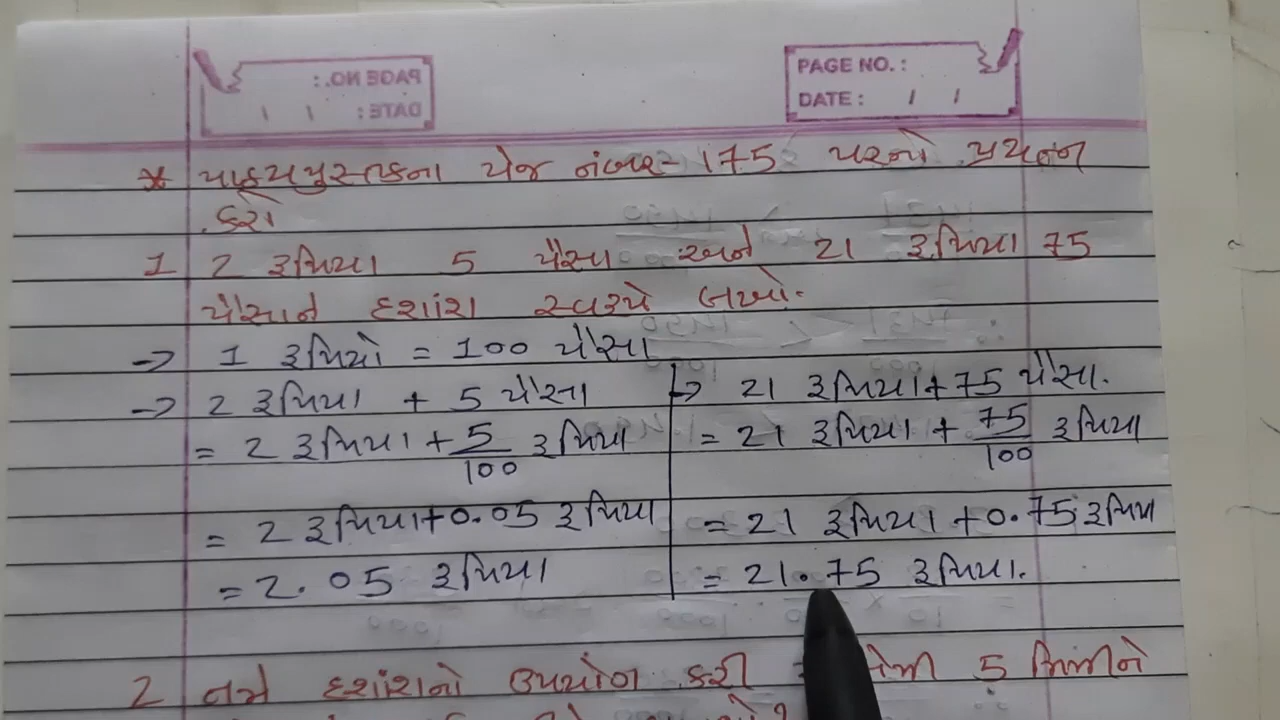 PAGE NO. :
DATE : / /
* પાઠ્યપુસ્તકના પેજ નંબર - 175 પરનો પ્રયત્ન
કરો
1 2 રૂપિયા 5 પૈસા અને 21 રૂપિયા 75
પૈસાને દશાંશ સ્વરૂપે લખો.
→ 1 રૂપિયો = 100 પૈસા
→ 2 રૂપિયા + 5 પૈસા
= 2 રૂપિયા + 5/100 રૂપિયા
= 2 રૂપિયા + 0.05 રૂપિયા
= 2.05 રૂપિયા
→ 21 રૂપિયા + 75 પૈસા.
= 21 રૂપિયા + 75/100 રૂપિયા
= 21 રૂપિયા + 0.75 રૂપિયા
= 21.75 રૂપિયા.
2 તમે દશાંશનો ઉપયોગ કરી 5 મિમીને